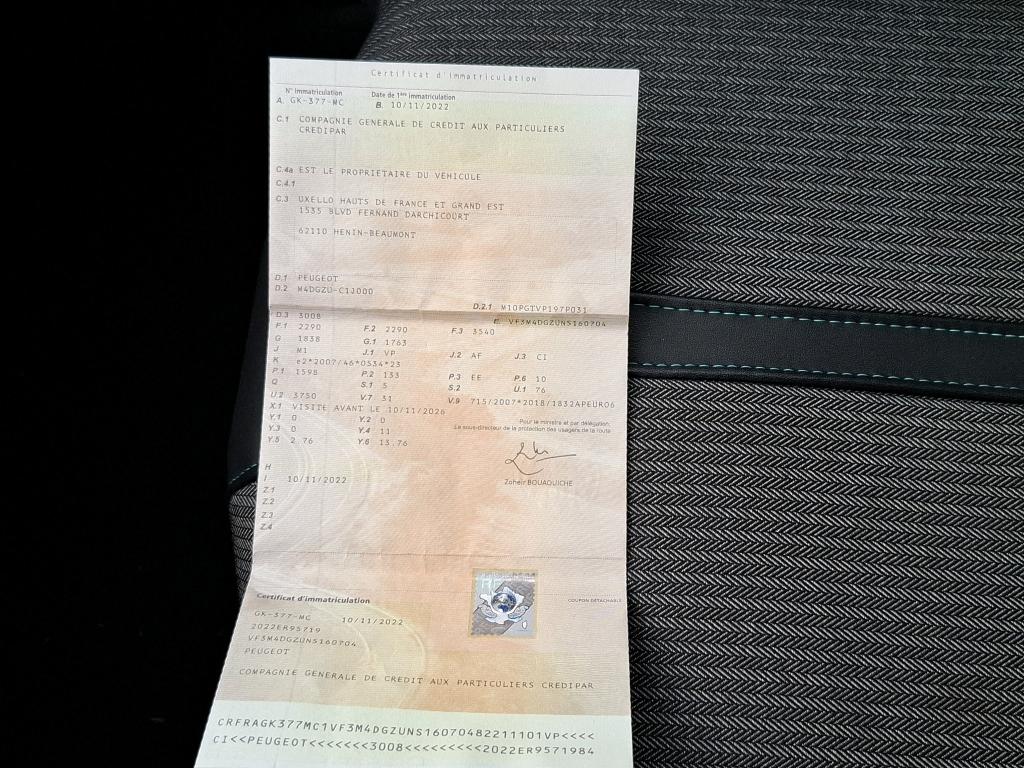 Certificat d'immatriculation
N° Immatriculation Date de 1ère immatriculation
A. GK-377-MC B. 10/11/2022
C.1 COMPAGNIE GENERALE DE CREDIT AUX PARTICULIERS
CREDIPAR
C.4a EST LE PROPRIETAIRE DU VEHICULE
C.4.1
C.3 UXELLO HAUTS DE FRANCE ET GRAND EST
1535 BLVD FERNAND DARCHICOURT
62110 HENIN-BEAUMONT
D.1 PEUGEOT
D.2 M4DGZU-C1J000
D.2.1 M10PGTVP197P031
D.3 3008 E. VF3M4DGZUNS160704
F.1 2290 F.2 2290 F.3 3540
G 1838 G.1 1763
J M1 J.1 VP J.2 AF J.3 CI
K e2*2007/46*0534*23
P.1 1598 P.2 133 P.3 EE P.6 10
Q S.1 5 S.2 U.1 76
U.2 3750 V.7 31 V.9 715/2007*2018/1832APEURO6
X.1 VISITE AVANT LE 10/11/2026
Y.1 0 Y.2 0
Y.3 0 Y.4 11
Y.5 2.76 Y.6 13.76
Pour le ministre et par délégation,
Le sous-directeur de la protection des usagers de la route
Zoheir BOUAOUICHE
H
I 10/11/2022
Z.1
Z.2
Z.3
Z.4
Certificat d'immatriculation COUPON DÉTACHABLE
GK-377-MC 10/11/2022
2022ER95719
VF3M4DGZUNS160704
PEUGEOT
COMPAGNIE GENERALE DE CREDIT AUX PARTICULIERS CREDIPAR
CRFRAGK377MC1VF3M4DGZUNS16070482211101VP<<<<
CI<<PEUGEOT<<<<<<<3008<<<<<<<<<2022ER9571984